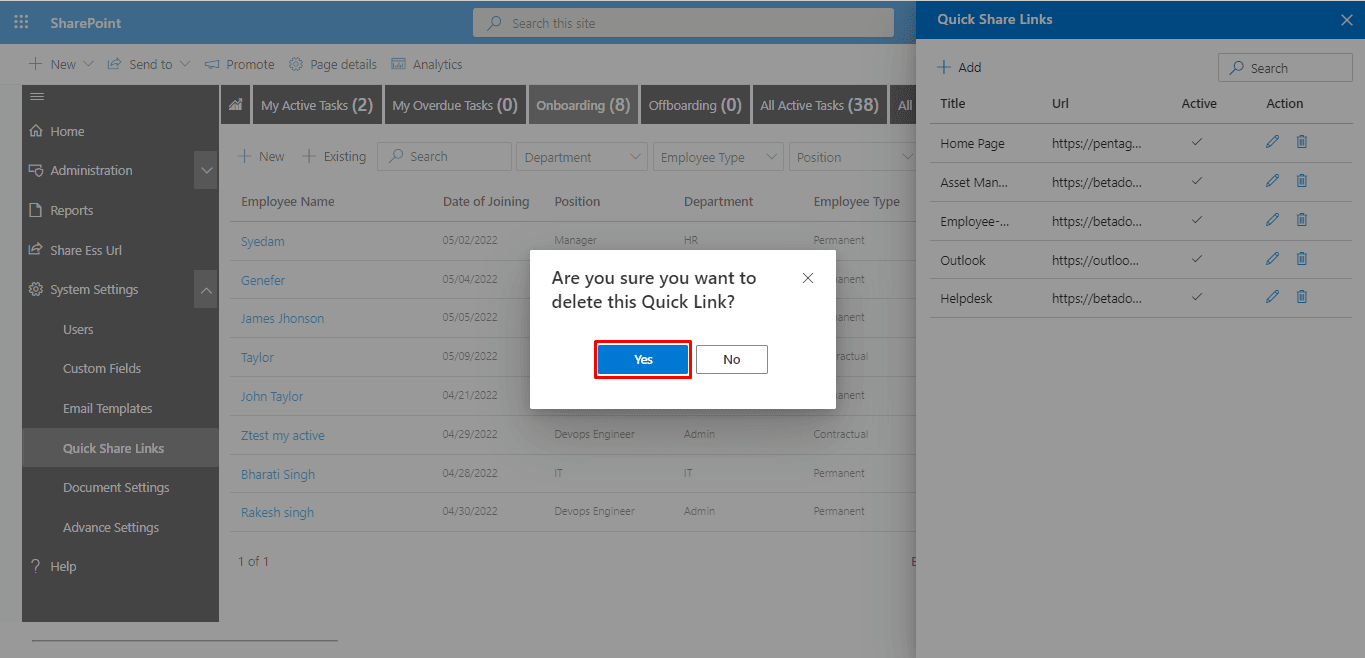 SharePoint
Search this site
Quick Share Links
New
Send to
Promote
Page details
Analytics
Add
Search
My Active Tasks (2)
My Overdue Tasks (0)
Onboarding (8)
Offboarding (0)
All Active Tasks (38)
All
Home
Administration
Reports
Share Ess Url
System Settings
Users
Custom Fields
Email Templates
Quick Share Links
Document Settings
Advance Settings
Help
New
Existing
Search
Department
Employee Type
Position
Employee Name Date of Joining Position Department Employee Type
Syedam 05/02/2022 Manager HR Permanent
Genefer 05/04/2022
James Jhonson 05/05/2022
Taylor 05/09/2022
John Taylor 04/21/2022
Ztest my active 04/29/2022 Devops Engineer Admin Contractual
Bharati Singh 04/28/2022 IT IT Permanent
Rakesh singh 04/30/2022 Devops Engineer Admin Permanent
1 of 1
Are you sure you want to
delete this Quick Link?
Yes
No
Title Url Active Action
Home Page https://pentag...
Asset Man... https://betado...
Employee-... https://betado...
Outlook https://outloo...
Helpdesk https://betado...